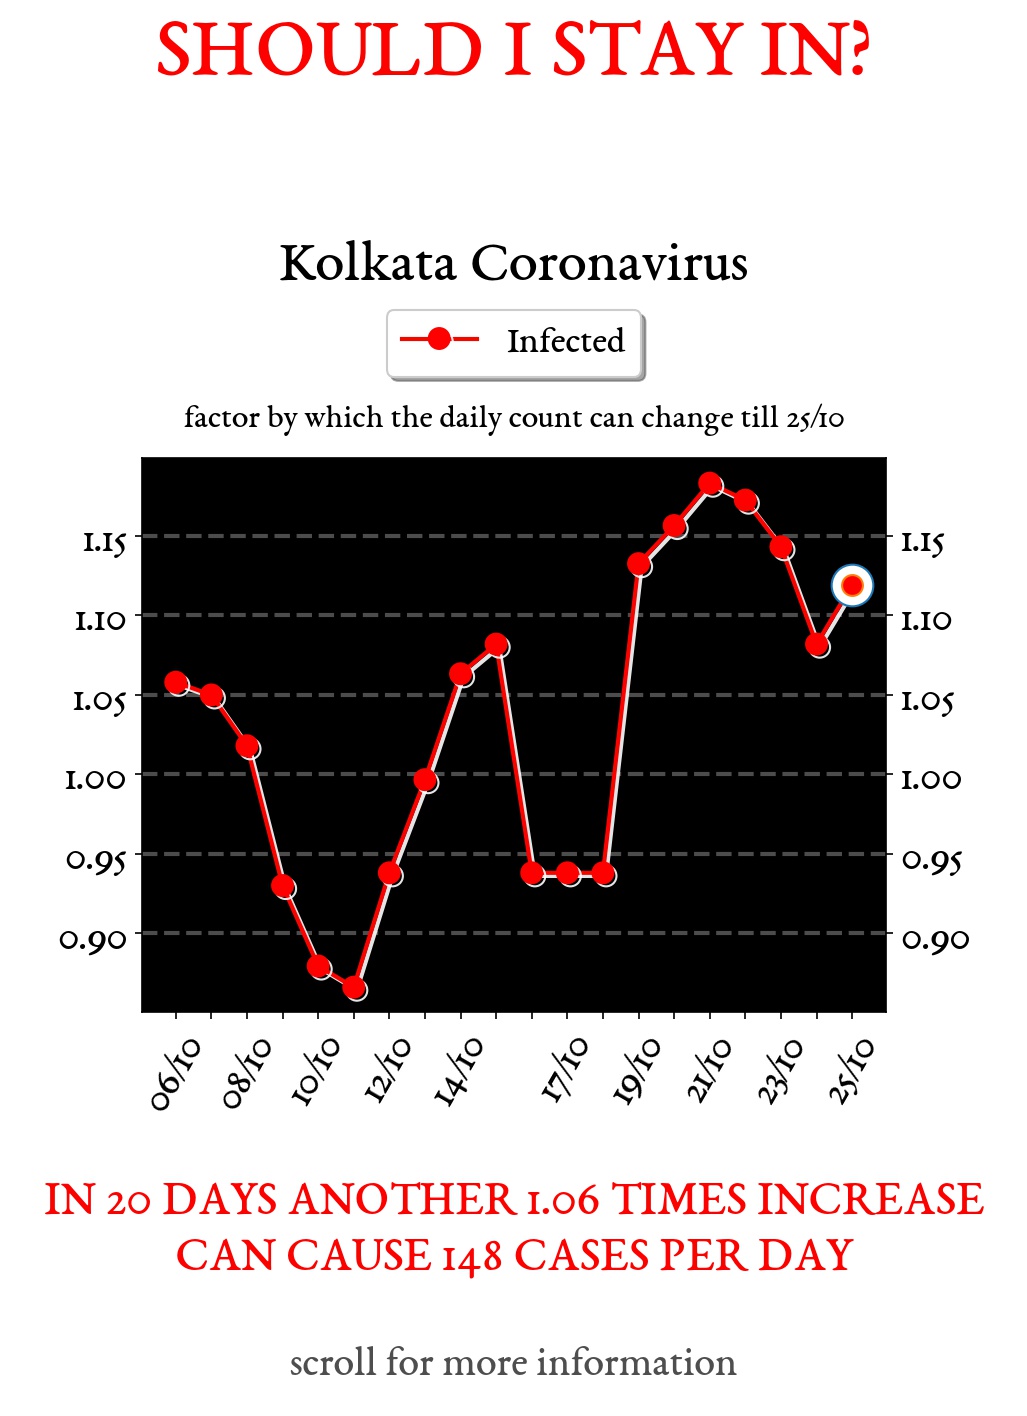 SHOULD I STAY IN?
Kolkata Coronavirus
Infected
factor by which the daily count can change till 25/10
1.15 1.15
1.10 1.10
1.05 1.05
1.00 1.00
0.95 0.95
0.90 0.90
06/10 08/10 10/10 12/10 14/10 17/10 19/10 21/10 23/10 25/10
IN 20 DAYS ANOTHER 1.06 TIMES INCREASE
CAN CAUSE 148 CASES PER DAY
scroll for more information